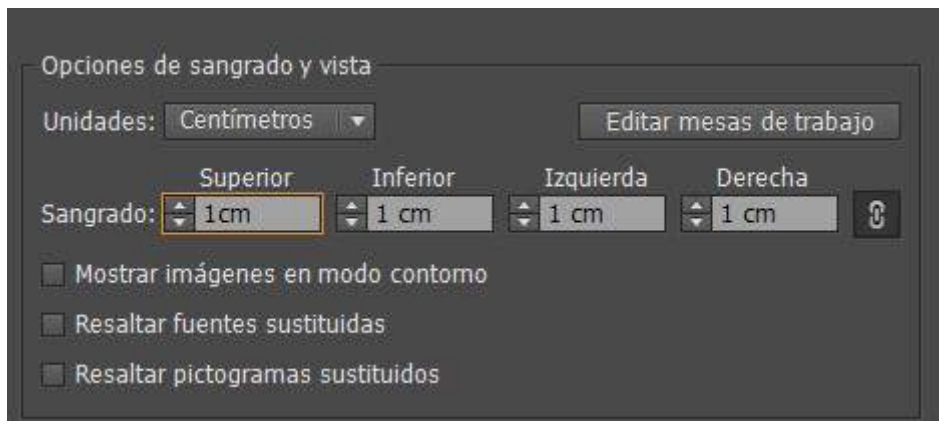 Opciones de sangrado y vista
Unidades: Centímetros Editar mesas de trabajo
Superior Inferior Izquierda Derecha
Sangrado: 1cm 1 cm 1 cm 1 cm
Mostrar imágenes en modo contorno
Resaltar fuentes sustituidas
Resaltar pictogramas sustituidos